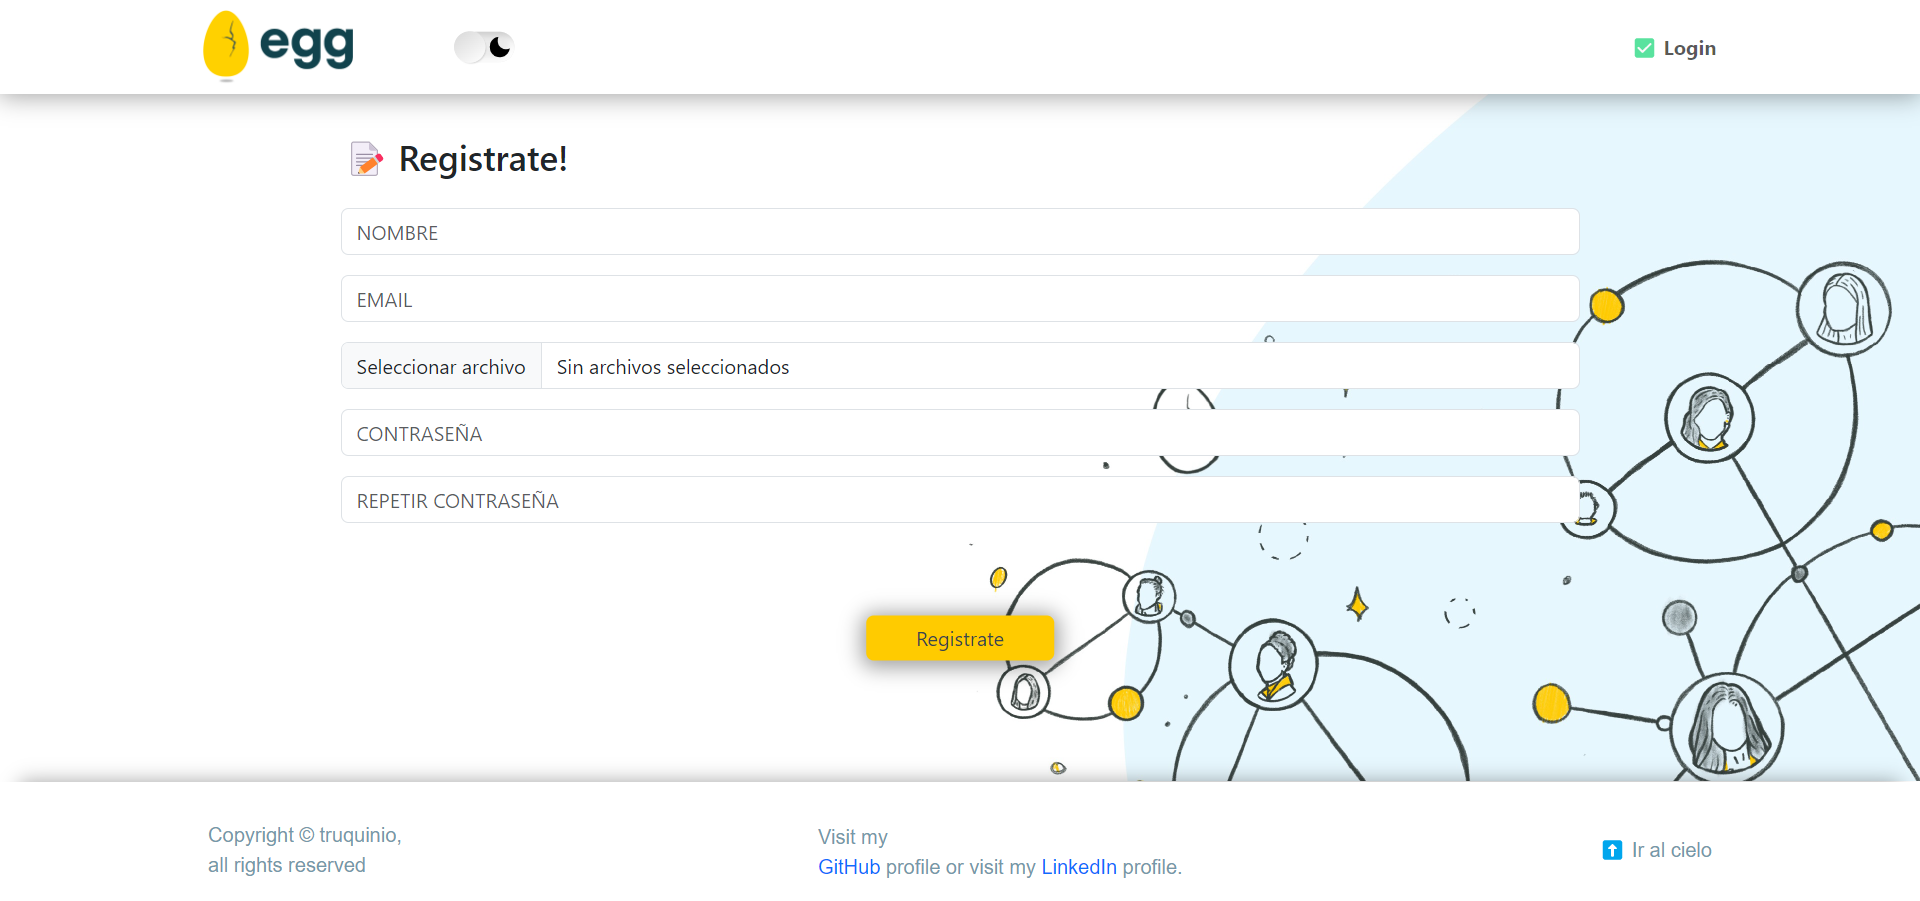 egg
Login
Registrate!
NOMBRE
EMAIL
Seleccionar archivo Sin archivos seleccionados
CONTRASEÑA
REPETIR CONTRASEÑA
Registrate
Copyright © truquinio,
all rights reserved
Visit my
GitHub profile or visit my LinkedIn profile.
Ir al cielo